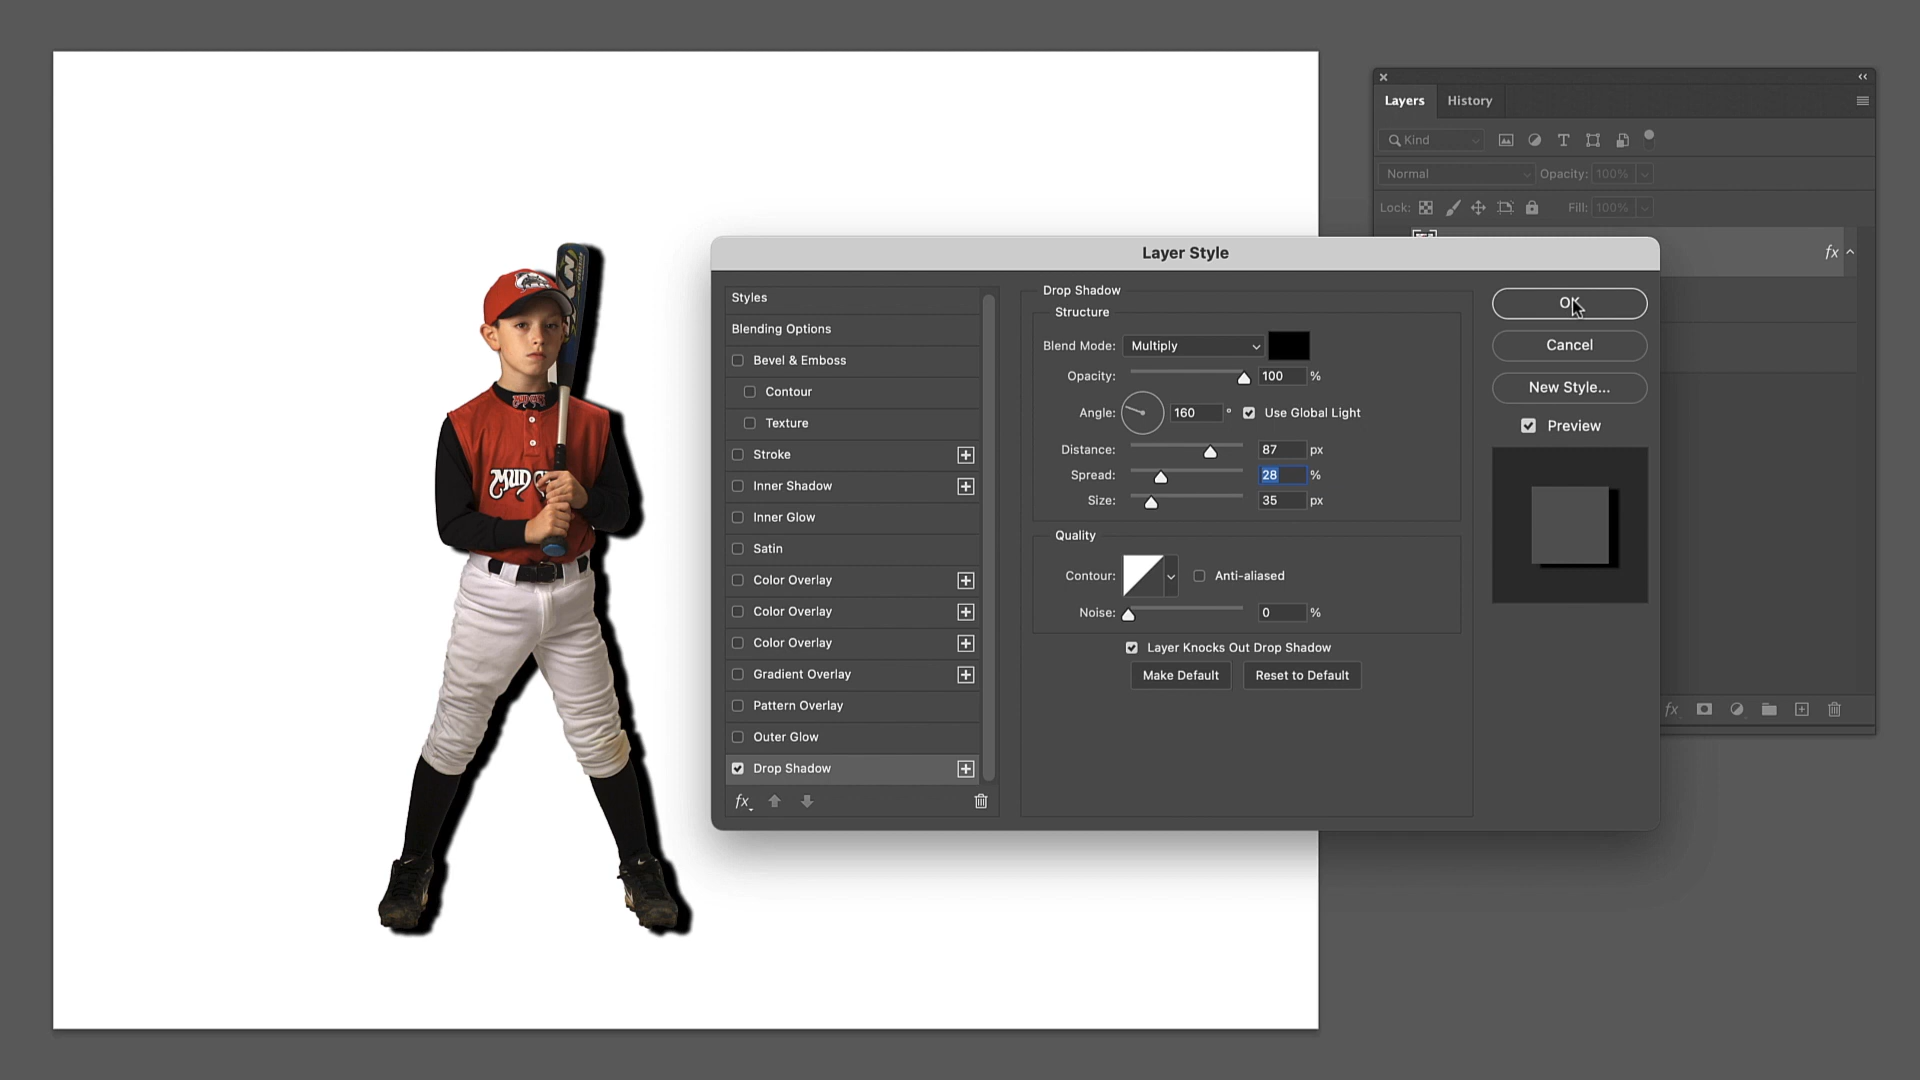 Layers
History
Kind
Normal
Opacity: 100%
Lock:
Fill: 100%
Layer Style
fx
Styles
Blending Options
Bevel & Emboss
Contour
Texture
Stroke
Inner Shadow
Inner Glow
Satin
Color Overlay
Color Overlay
Color Overlay
Gradient Overlay
Pattern Overlay
Outer Glow
Drop Shadow
fx
Drop Shadow
Structure
Blend Mode: Multiply
Opacity: 100 %
Angle: 160 ° Use Global Light
Distance: 87 px
Spread: 28 %
Size: 35 px
Quality
Contour: Anti-aliased
Noise: 0 %
Layer Knocks Out Drop Shadow
Make Default
Reset to Default
OK
Cancel
New Style...
Preview
fx